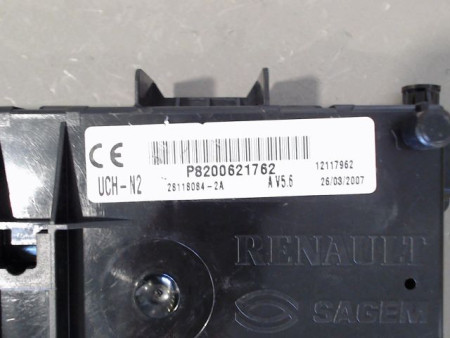 CE
P8200621762 12117962
UCH-N2 28118084-2A A V5.6 26/03/2007
RENAULT
SAGEM